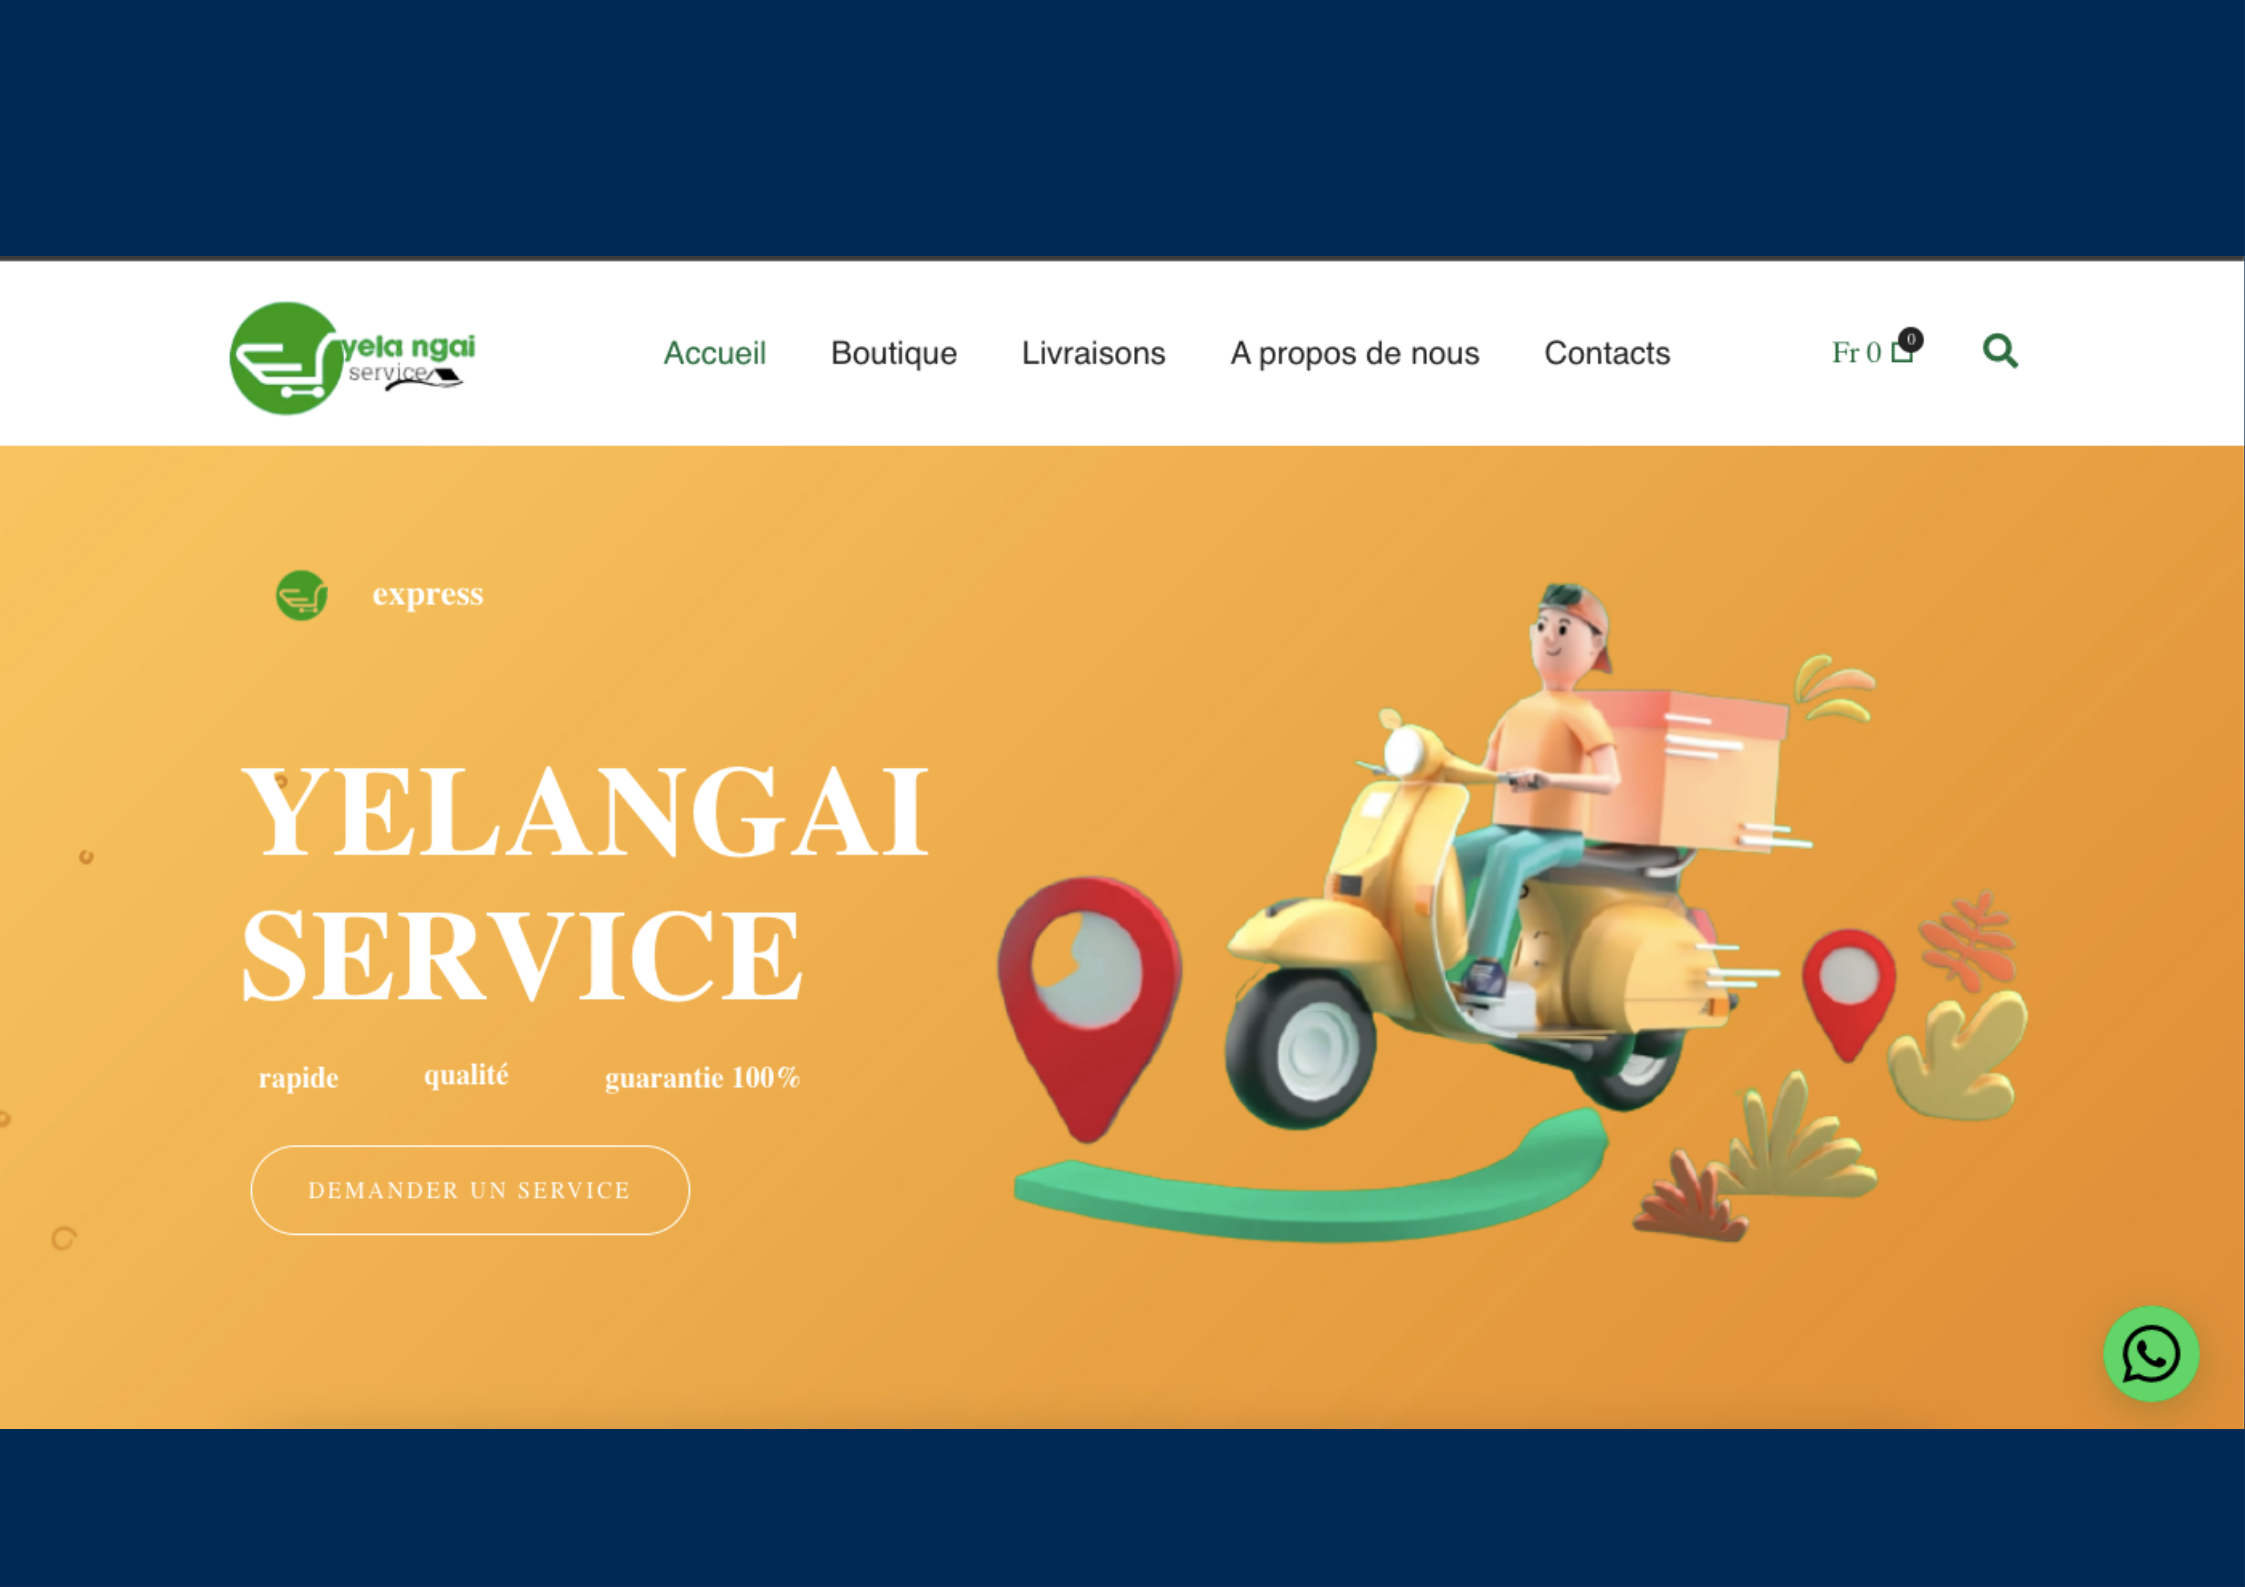 yela ngai
service
Accueil Boutique Livraisons A propos de nous Contacts Fr 0 0
express
YELANGAI
SERVICE
rapide qualité guarantie 100%
DEMANDER UN SERVICE